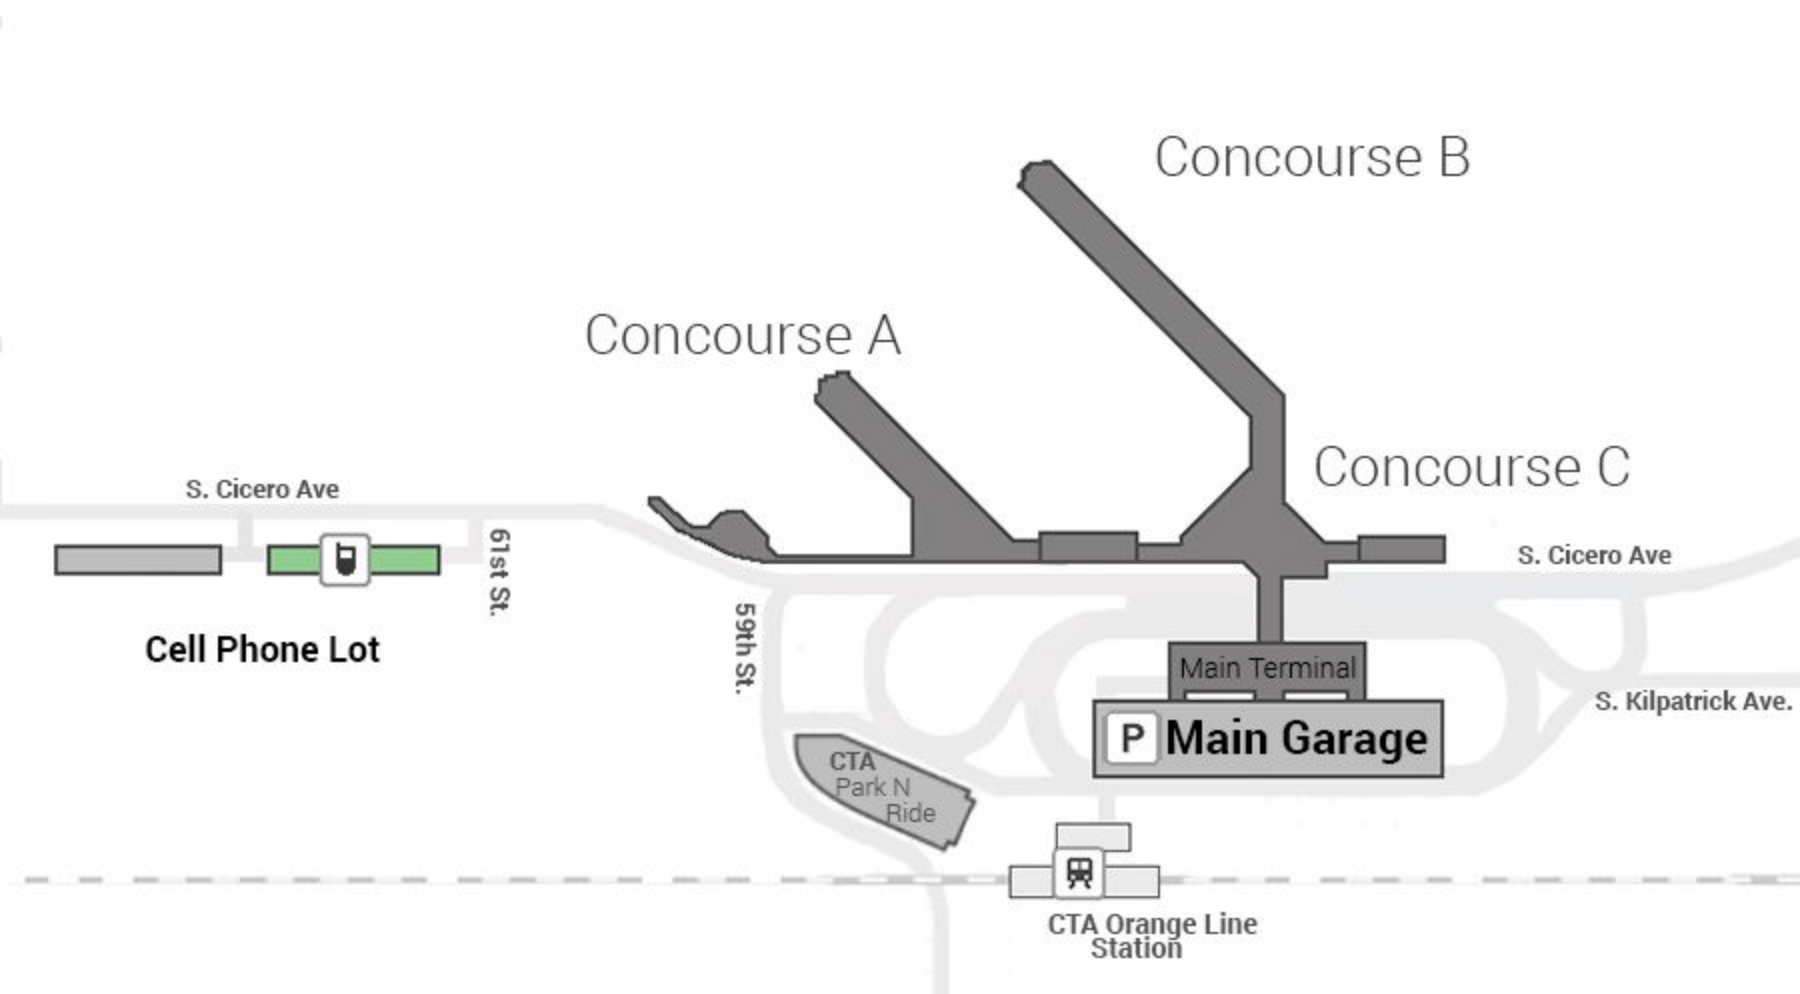 Concourse B
Concourse A
Concourse C
S. Cicero Ave
61st St.
S. Cicero Ave
59th St.
Cell Phone Lot
Main Terminal
S. Kilpatrick Ave.
P Main Garage
CTA
Park N
Ride
CTA Orange Line
Station